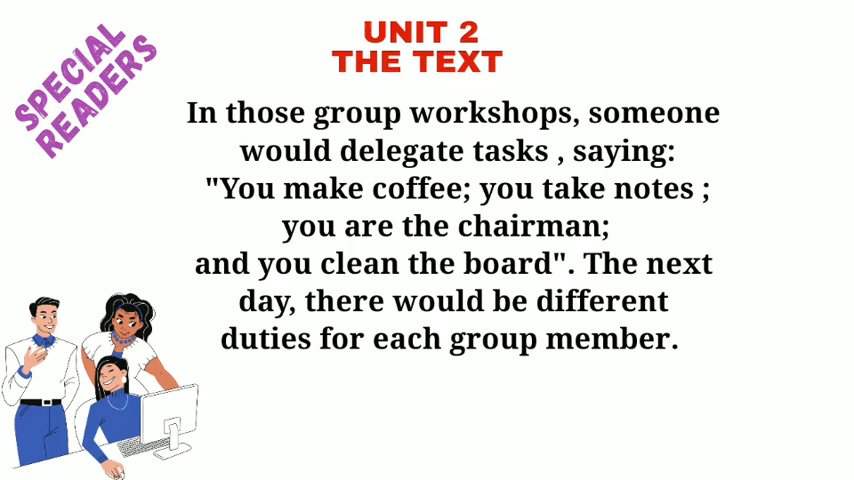 SPECIAL
READERS
UNIT 2
THE TEXT
In those group workshops, someone
would delegate tasks , saying:
"You make coffee; you take notes ;
you are the chairman;
and you clean the board". The next
day, there would be different
duties for each group member.